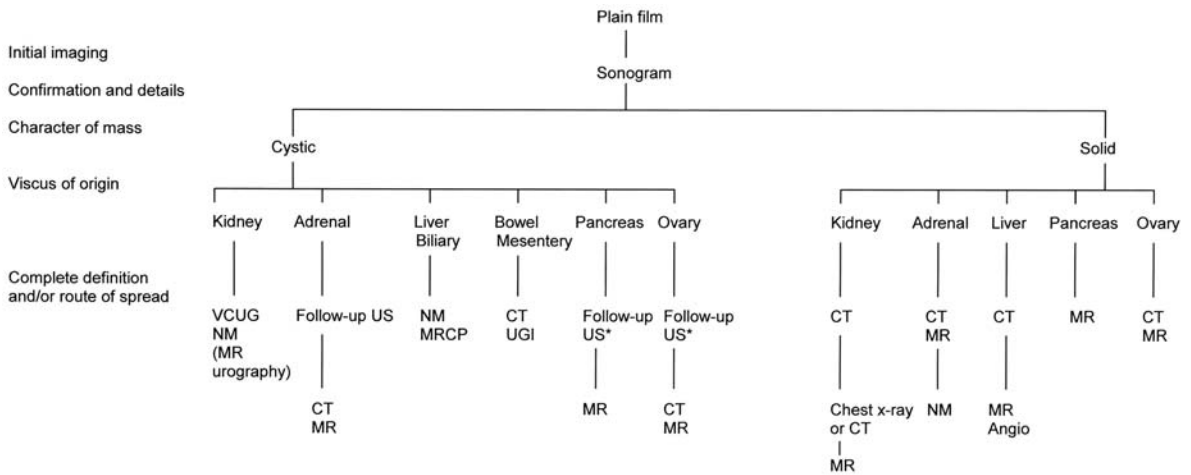 Plain film
Initial imaging
Sonogram
Confirmation and details
Character of mass
Cystic
Solid
Viscus of origin
Kidney
Adrenal
Liver
Biliary
Bowel
Mesentery
Pancreas
Ovary
Kidney
Adrenal
Liver
Pancreas
Ovary
Complete definition
and/or route of spread
VCUG
NM
(MR
urography)
Follow-up US
NM
MRCP
CT
UGI
Follow-up
US*
Follow-up
US*
CT
CT
MR
CT
MR
CT
MR
CT
MR
MR
CT
MR
Chest x-ray
or CT
NM
MR
Angio
MR